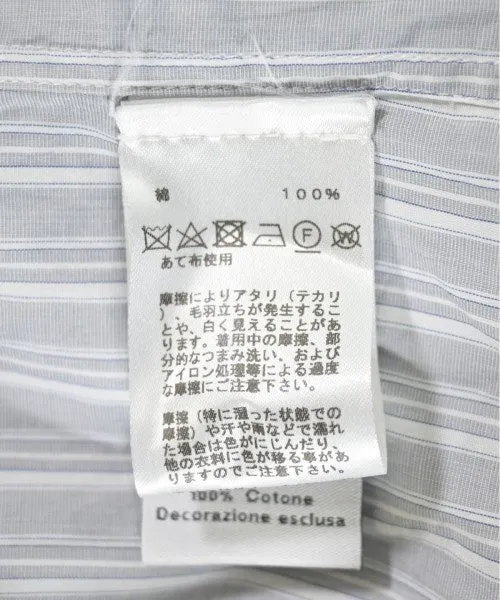 綿 100%
F W
あて布使用
摩擦によりアタリ(テカリ
)、毛羽立ちが発生するこ
とや、白く見えることがあ
ります。着用中の摩擦、部
分的なつまみ洗い、および
アイロン処理等による過度
な摩擦にご注意下さい。
摩擦(特に湿った状態での
摩擦)や汗や雨などで濡れ
た場合は色がにじんだり、
他の衣料に色が移る事があ
りますのでご注意下さい。
100% Cotone
Decorazione esclusa